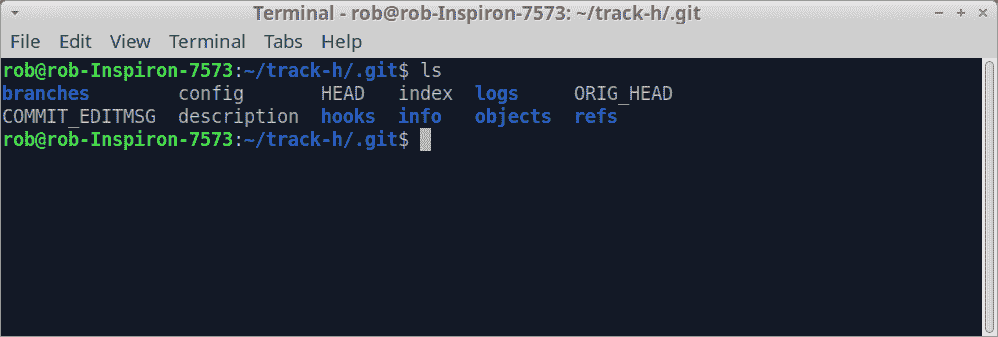 Terminal - rob@rob-Inspiron-7573: ~/track-h/.git
File Edit View Terminal Tabs Help
rob@rob-Inspiron-7573:~/track-h/.git$ ls
branches config HEAD index logs ORIG_HEAD
COMMIT_EDITMSG description hooks info objects refs
rob@rob-Inspiron-7573:~/track-h/.git$